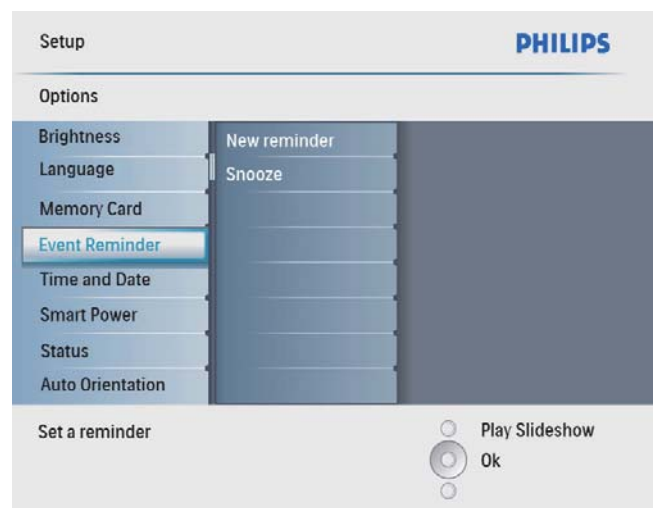 Setup
PHILIPS
Options
Brightness
New reminder
Language
Snooze
Memory Card
Event Reminder
Time and Date
Smart Power
Status
Auto Orientation
Set a reminder
Play Slideshow
Ok